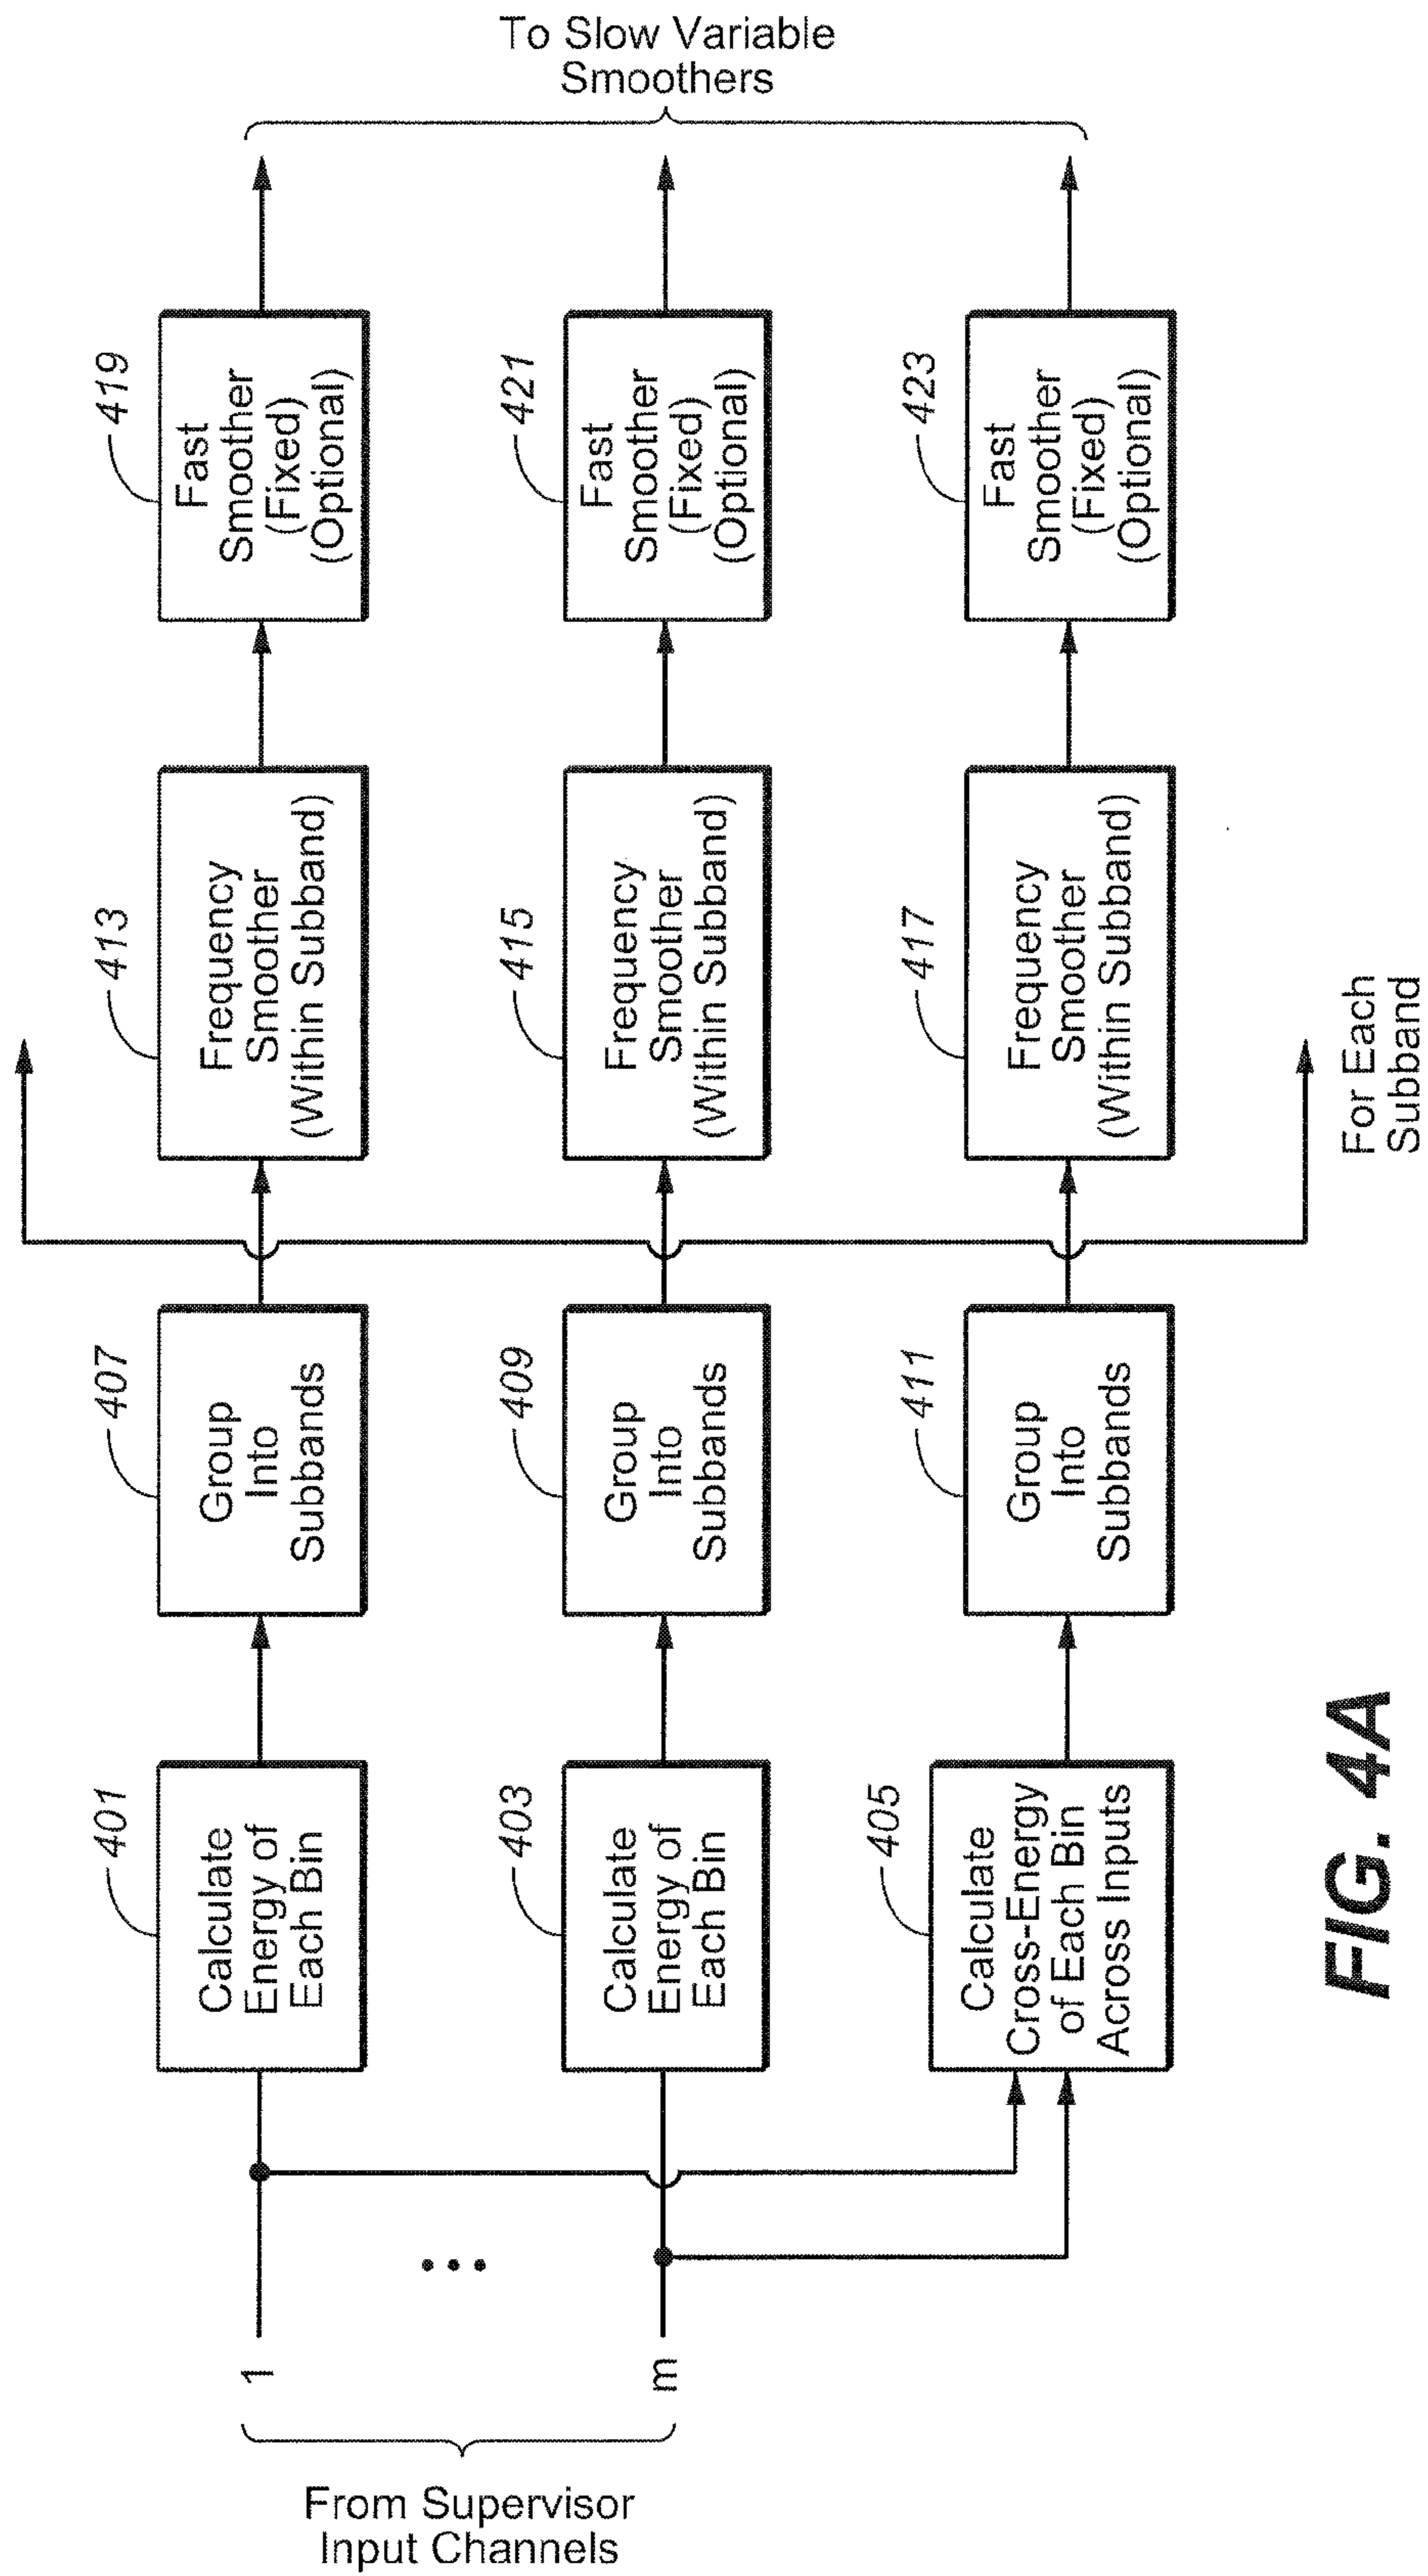 To Slow Variable
Smoothers
419
Fast
Smoother
(Fixed)
(Optional)
421
Fast
Smoother
(Fixed)
(Optional)
423
Fast
Smoother
(Fixed)
(Optional)
413
Frequency
Smoother
(Within Subband)
415
Frequency
Smoother
(Within Subband)
417
Frequency
Smoother
(Within Subband)
For Each
Subband
407
Group
Into
Subbands
409
Group
Into
Subbands
411
Group
Into
Subbands
401
Calculate
Energy of
Each Bin
403
Calculate
Energy of
Each Bin
405
Calculate
Cross-Energy
of Each Bin
Across Inputs
1
m
From Supervisor
Input Channels
FIG. 4A